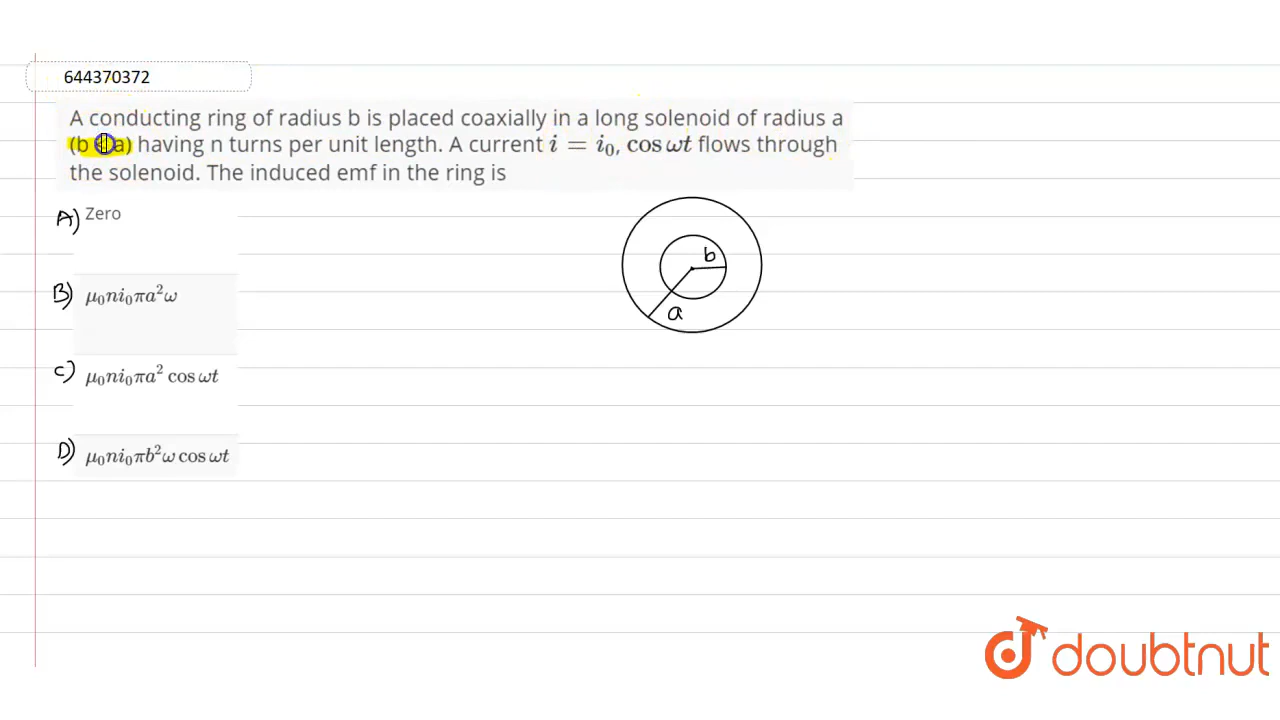 644370372
A conducting ring of radius b is placed coaxially in a long solenoid of radius a
(b < a) having n turns per unit length. A current i = i₀, cos ωt flows through
the solenoid. The induced emf in the ring is
A) Zero
b
a
B) μ₀ni₀πa²ω
C) μ₀ni₀πa² cos ωt
D) μ₀ni₀πb²ω cos ωt
doubtnut